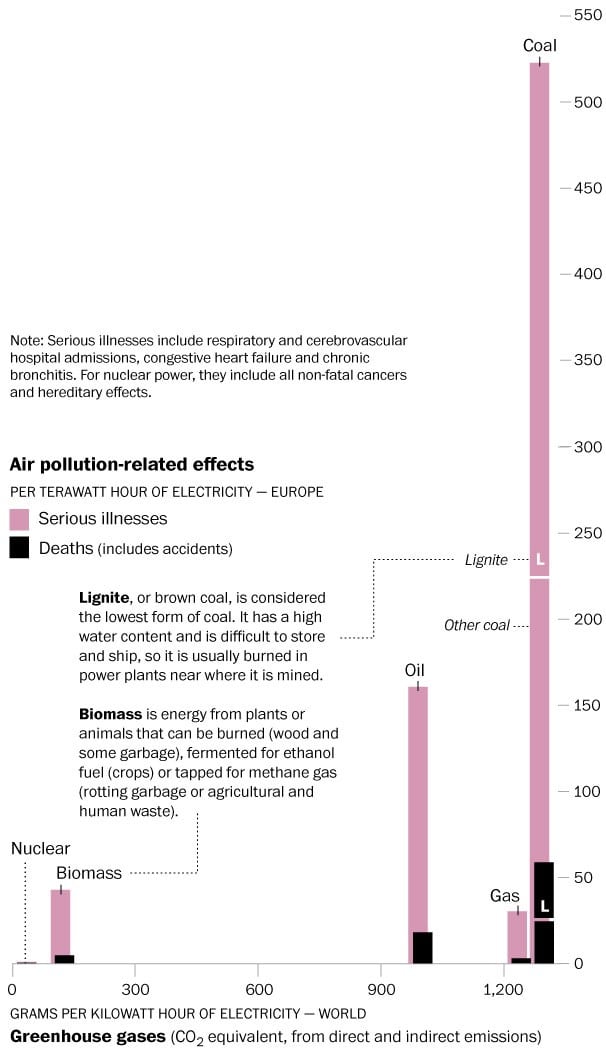 550
Coal
500
450
400
Note: Serious illnesses include respiratory and cerebrovascular
hospital admissions, congestive heart failure and chronic
bronchitis. For nuclear power, they include all non-fatal cancers
and hereditary effects.
350
300
Air pollution-related effects
PER TERAWATT HOUR OF ELECTRICITY — EUROPE
Serious illnesses
Deaths (includes accidents)
250
Lignite
L
Lignite, or brown coal, is considered
the lowest form of coal. It has a high
water content and is difficult to store
and ship, so it is usually burned in
power plants near where it is mined.
Other coal
200
Oil
Biomass is energy from plants or
animals that can be burned (wood and
some garbage), fermented for ethanol
fuel (crops) or tapped for methane gas
(rotting garbage or agricultural and
human waste).
150
100
Nuclear
Biomass
50
Gas
L
0
0 300 600 900 1,200
GRAMS PER KILOWATT HOUR OF ELECTRICITY — WORLD
Greenhouse gases (CO2 equivalent, from direct and indirect emissions)